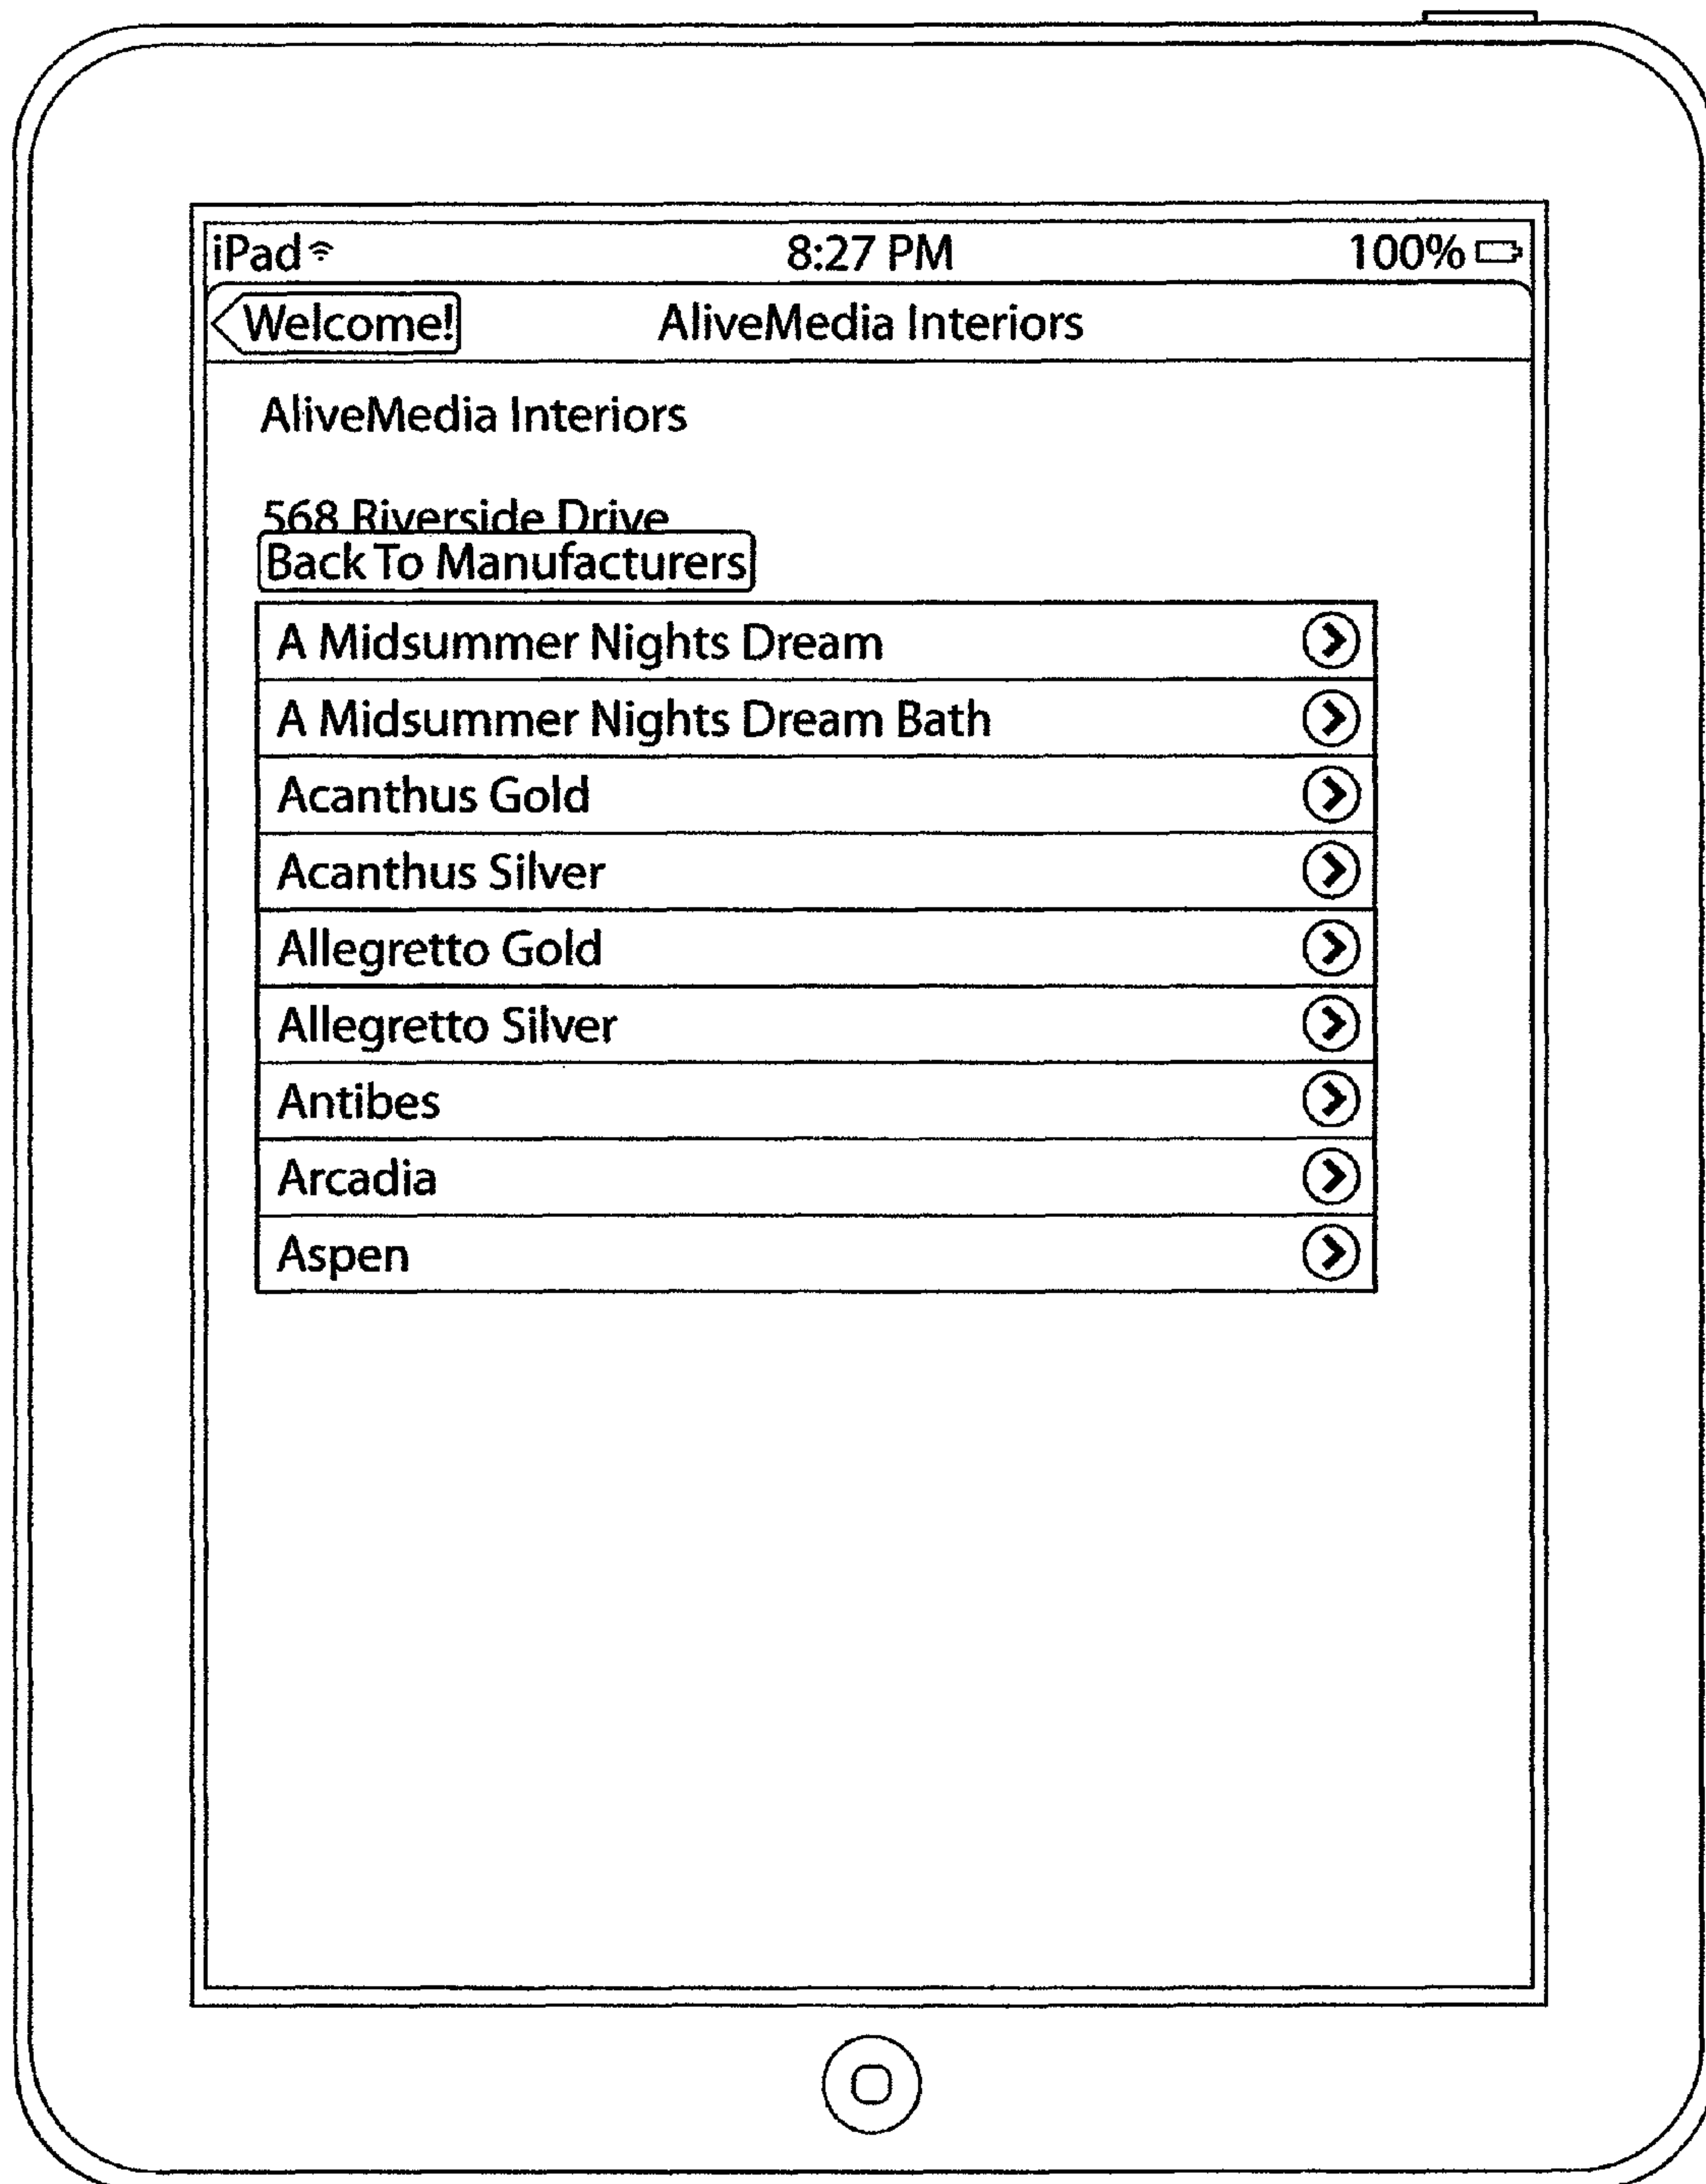 iPad 8:27 PM 100%
Welcome! AliveMedia Interiors
AliveMedia Interiors
568 Riverside Drive
Back To Manufacturers
A Midsummer Nights Dream
A Midsummer Nights Dream Bath
Acanthus Gold
Acanthus Silver
Allegretto Gold
Allegretto Silver
Antibes
Arcadia
Aspen